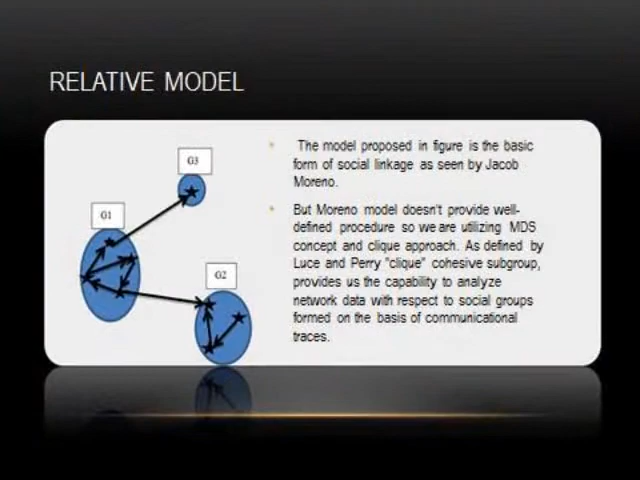 RELATIVE MODEL
G3
G1
G2
The model proposed in figure is the basic
form of social linkage as seen by Jacob
Moreno.
But Moreno model doesn't provide well-
defined procedure so we are utilizing MDS
concept and clique approach. As defined by
Luce and Perry "clique" cohesive subgroup,
provides us the capability to analyze
network data with respect to social groups
formed on the basis of communicational
traces.